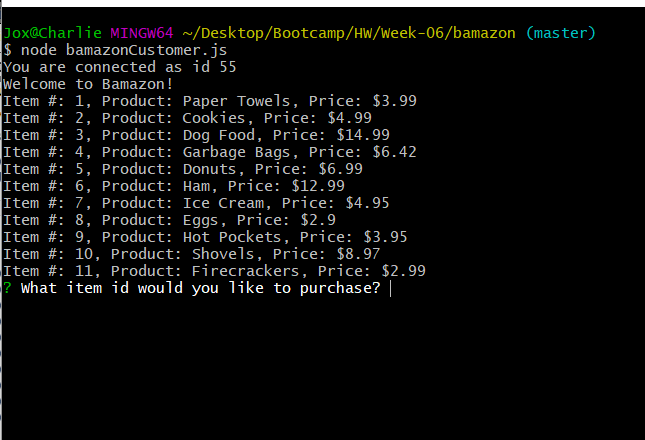 Jox@Charlie MINGW64 ~/Desktop/Bootcamp/HW/Week-06/bamazon (master)
$ node bamazonCustomer.js
You are connected as id 55
Welcome to Bamazon!
Item #: 1, Product: Paper Towels, Price: $3.99
Item #: 2, Product: Cookies, Price: $4.99
Item #: 3, Product: Dog Food, Price: $14.99
Item #: 4, Product: Garbage Bags, Price: $6.42
Item #: 5, Product: Donuts, Price: $6.99
Item #: 6, Product: Ham, Price: $12.99
Item #: 7, Product: Ice Cream, Price: $4.95
Item #: 8, Product: Eggs, Price: $2.9
Item #: 9, Product: Hot Pockets, Price: $3.95
Item #: 10, Product: Shovels, Price: $8.97
Item #: 11, Product: Firecrackers, Price: $2.99
? What item id would you like to purchase?